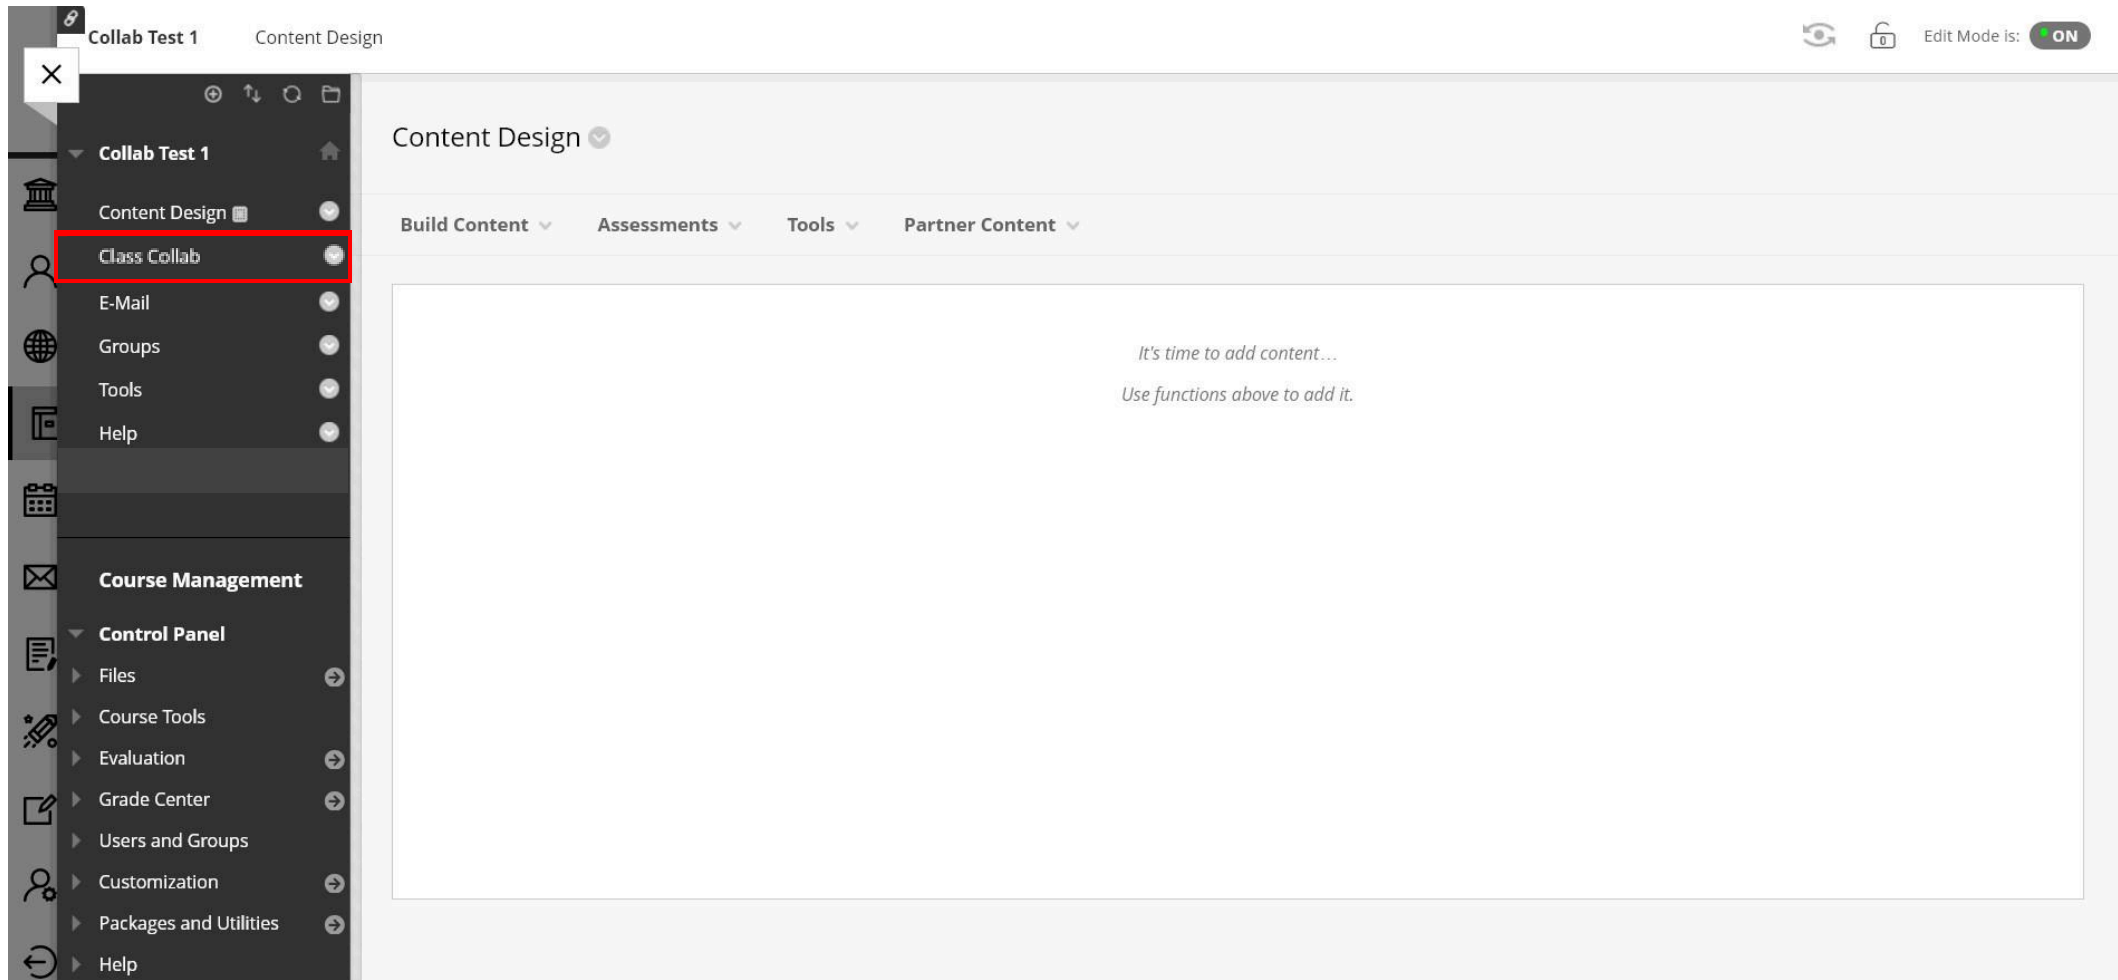 Collab Test 1
Content Design
Edit Mode is:
ON
0
Collab Test 1
Content Design
Class Collab
E-Mail
Groups
Tools
Help
Course Management
Control Panel
Files
Course Tools
Evaluation
Grade Center
Users and Groups
Customization
Packages and Utilities
Help
Content Design
Build Content
Assessments
Tools
Partner Content
It's time to add content...
Use functions above to add it.